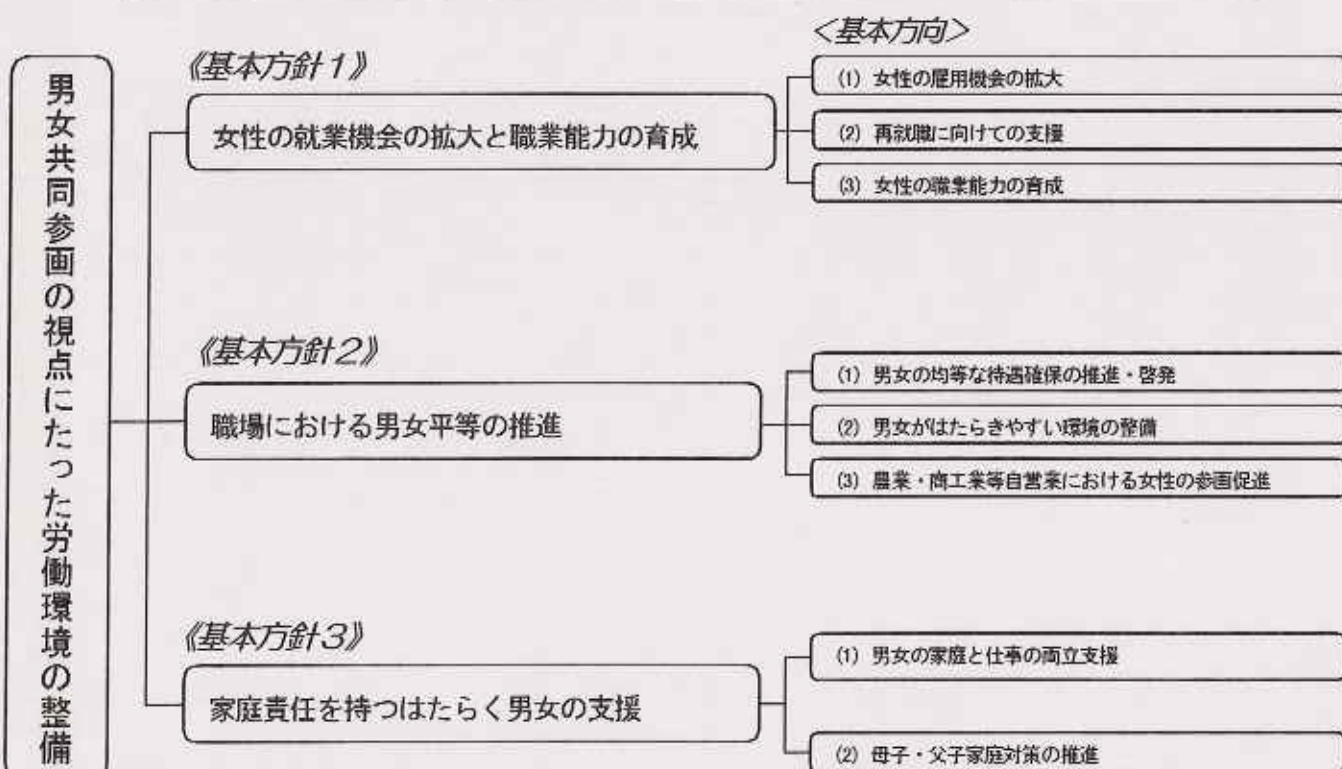 男女共同参画の視点にたった労働環境の整備
＜基本方向＞
《基本方針1》
女性の就業機会の拡大と職業能力の育成
(1) 女性の雇用機会の拡大
(2) 再就職に向けての支援
(3) 女性の職業能力の育成
《基本方針2》
職場における男女平等の推進
(1) 男女の均等な待遇確保の推進・啓発
(2) 男女がはたらきやすい環境の整備
(3) 農業・商工業等自営業における女性の参画促進
《基本方針3》
家庭責任を持つはたらく男女の支援
(1) 男女の家庭と仕事の両立支援
(2) 母子・父子家庭対策の推進